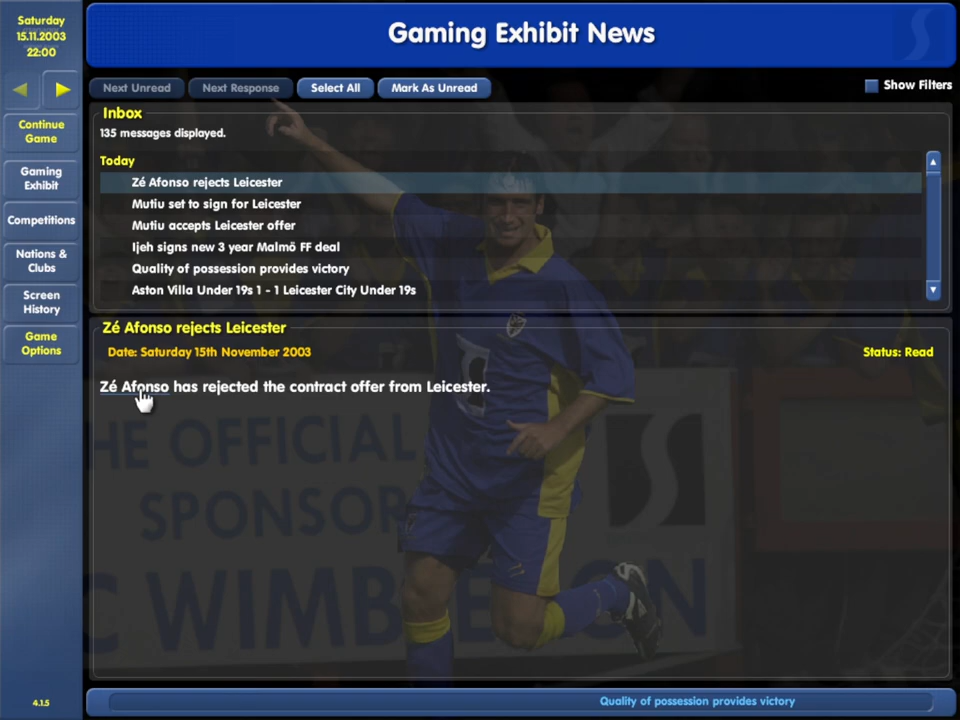 Saturday
15.11.2003
22:00
Gaming Exhibit News
Next Unread
Next Response
Select All
Mark As Unread
Show Filters
Continue
Game
Gaming
Exhibit
Competitions
Nations &
Clubs
Screen
History
Game
Options
Inbox
135 messages displayed.
Today
Zé Afonso rejects Leicester
Mutiu set to sign for Leicester
Mutiu accepts Leicester offer
Ijeh signs new 3 year Malmö FF deal
Quality of possession provides victory
Aston Villa Under 19s 1 - 1 Leicester City Under 19s
Zé Afonso rejects Leicester
Date: Saturday 15th November 2003
Status: Read
Zé Afonso has rejected the contract offer from Leicester.
HE OFFICIAL
SPONSOR
C WIMB
ON
4.1.5
Quality of possession provides victory